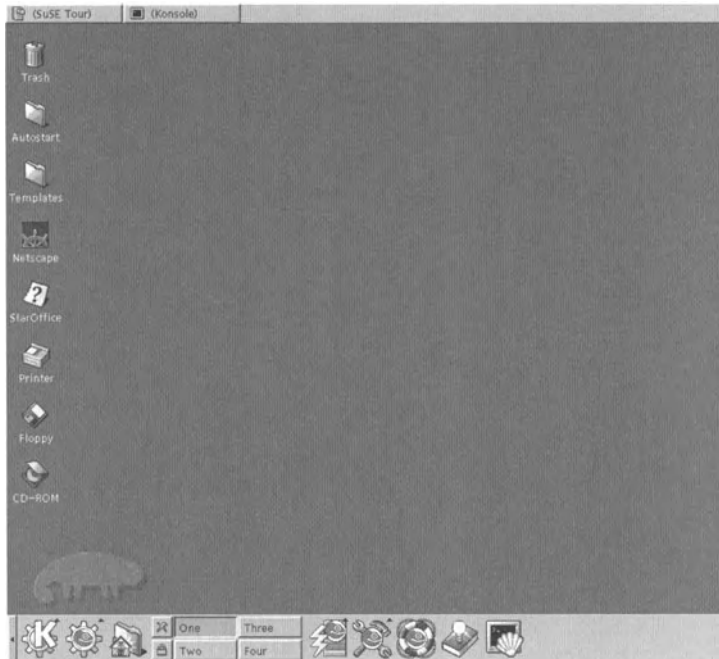 (SuSE Tour) (Konsole)
Trash
Autostart
Templates
Netscape
StarOffice
Printer
Floppy
CD-ROM
K One Three
Two Four